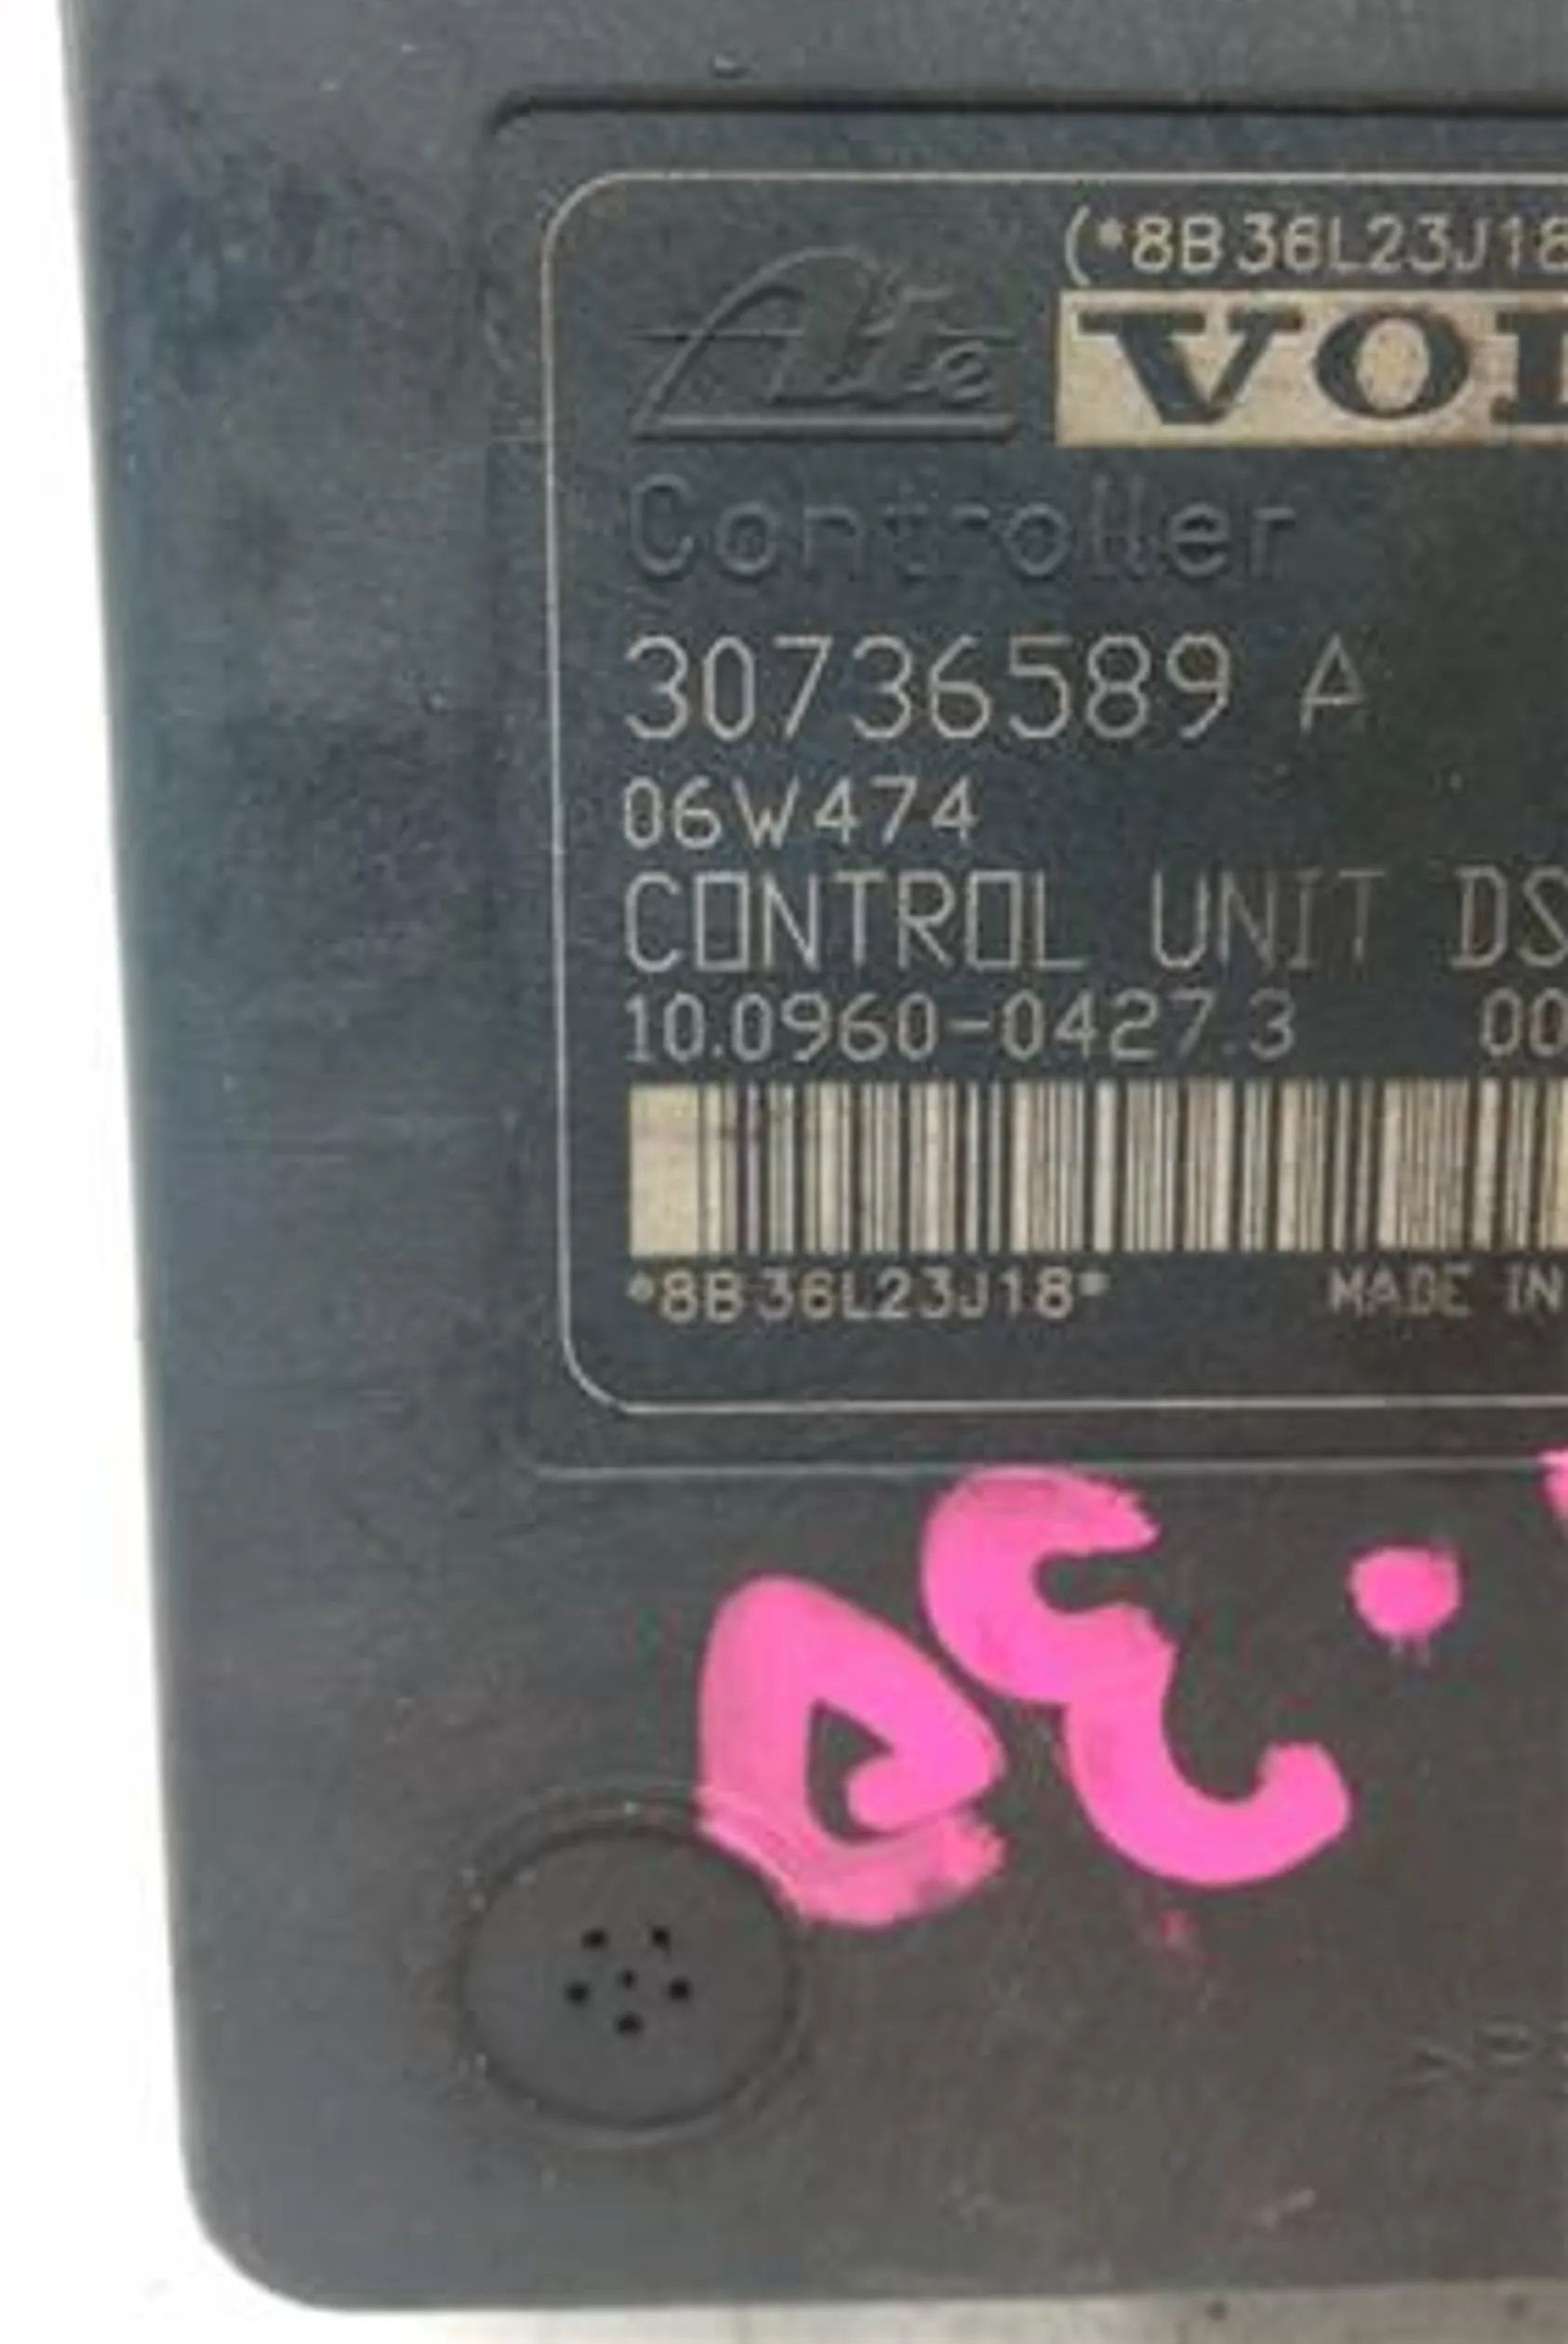 (*8B36L23J18
Ate
VOL
Controller
30736589 A
06W474
CONTROL UNIT DS
10.0960-0427.3 00
*8B36L23J18*
MADE IN